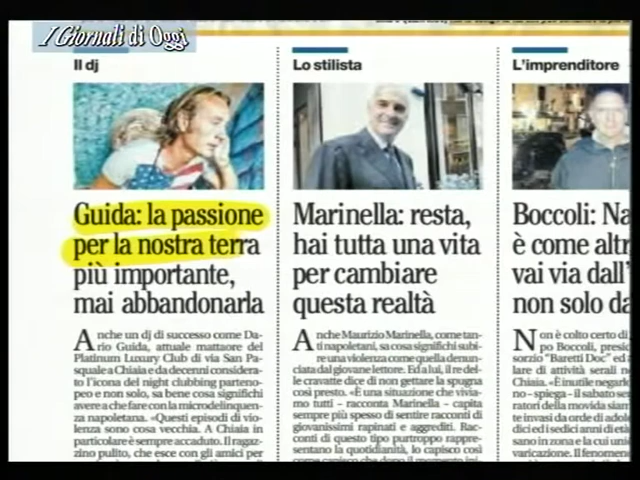 I Giornali di Oggi
Il dj
Guida: la passione
per la nostra terra
più importante,
mai abbandonarla
Anche un dj di successo come Da-
rio Guida, attuale mattaore del
Platinum Luxury Club di via San Pa-
squale a Chiaia e da decenni considera-
to l'icona del night clubbing parteno-
peo e non solo, sa bene cosa significhi
avere a che fare con la microdelinquen-
za napoletana. «Questi episodi di vio-
lenza sono cosa vecchia. A Chiaia in
particolare è sempre accaduto. Il ragaz-
zino pulito, che esce con gli amici per
Lo stilista
Marinella: resta,
hai tutta una vita
per cambiare
questa realtà
Anche Maurizio Marinella, come tan-
ti napoletani, sa cosa significhi subi-
re una violenza come quella denun-
ciata dal giovane lettore. Ed a lui, il re del-
le cravatte dice di non gettare la spugna
così presto. «È una situazione che vivia-
mo tutti – racconta Marinella – capita
sempre più spesso di sentire racconti di
giovanissimi rapinati e aggrediti. Rac-
conti di questo tipo purtroppo rappre-
sentano la quotidianità, lo capisco così
L'imprenditore
Boccoli: Na
è come altr
vai via dall'
non solo da
Non è colto certo di
po Boccoli, presid
sorzio "Baretti Doc" ed a
lare di attività serali n
Chiaia. «È inutile negarlo
no – spiega – il sabato ser
ratori della movida siam
te invasi da orde di adole
dici ed i sedici anni di età
sano in zona e la cui unic
varicazione. Il fenomen